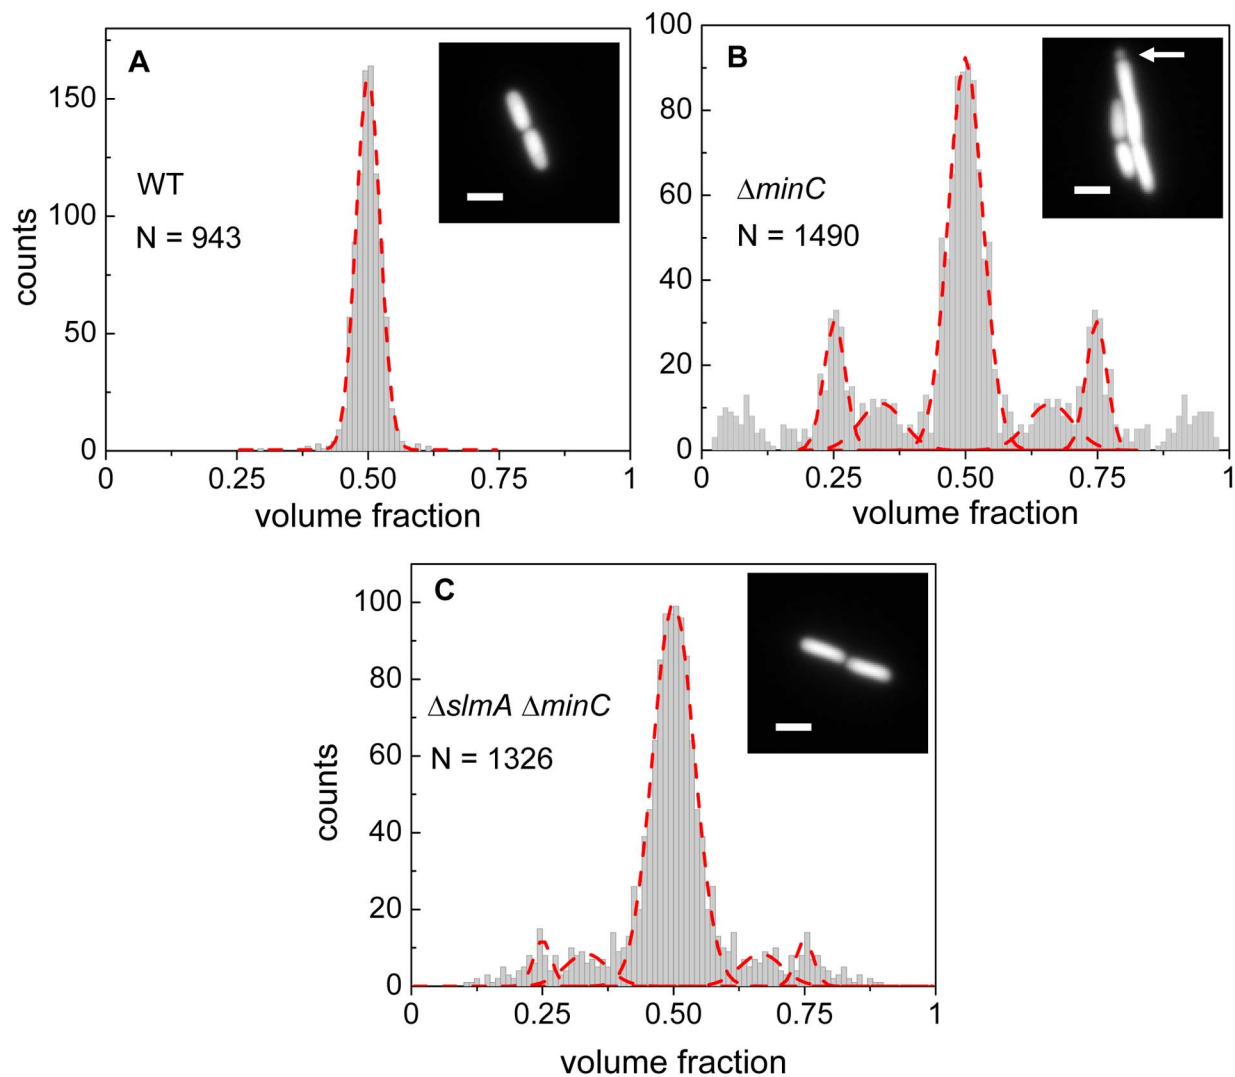 A
B
WT
N = 943
counts
150
100
50
0
0
0.25
0.50
0.75
1
volume fraction
ΔminC
N = 1490
100
80
60
40
20
0
0
0.25
0.50
0.75
1
volume fraction
C
ΔslmA ΔminC
N = 1326
counts
100
80
60
40
20
0
0
0.25
0.50
0.75
1
volume fraction